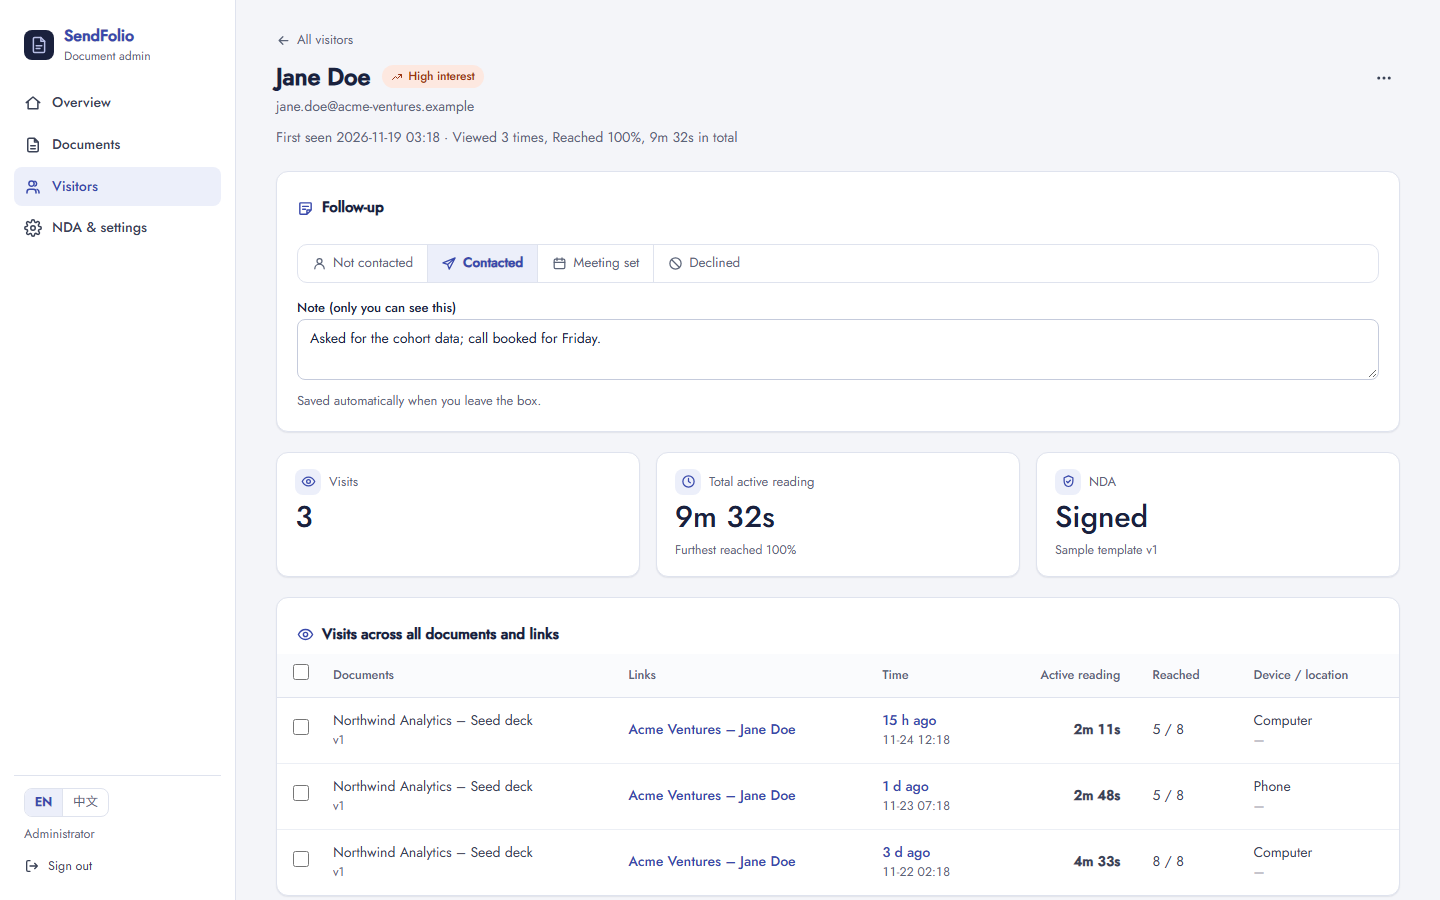 SendFolio
Document admin
Overview
Documents
Visitors
NDA & settings
EN 中文
Administrator
Sign out
All visitors
Jane Doe High interest
jane.doe@acme-ventures.example
First seen 2026-11-19 03:18 · Viewed 3 times, Reached 100%, 9m 32s in total
Follow-up
Not contacted Contacted Meeting set Declined
Note (only you can see this)
Asked for the cohort data; call booked for Friday.
Saved automatically when you leave the box.
Visits
3
Total active reading
9m 32s
Furthest reached 100%
NDA
Signed
Sample template v1
Visits across all documents and links
Documents Links Time Active reading Reached Device / location
Northwind Analytics – Seed deck Acme Ventures – Jane Doe 15 h ago 2m 11s 5 / 8 Computer
v1 11-24 12:18 —
Northwind Analytics – Seed deck Acme Ventures – Jane Doe 1 d ago 2m 48s 5 / 8 Phone
v1 11-23 07:18 —
Northwind Analytics – Seed deck Acme Ventures – Jane Doe 3 d ago 4m 33s 8 / 8 Computer
v1 11-22 02:18 —